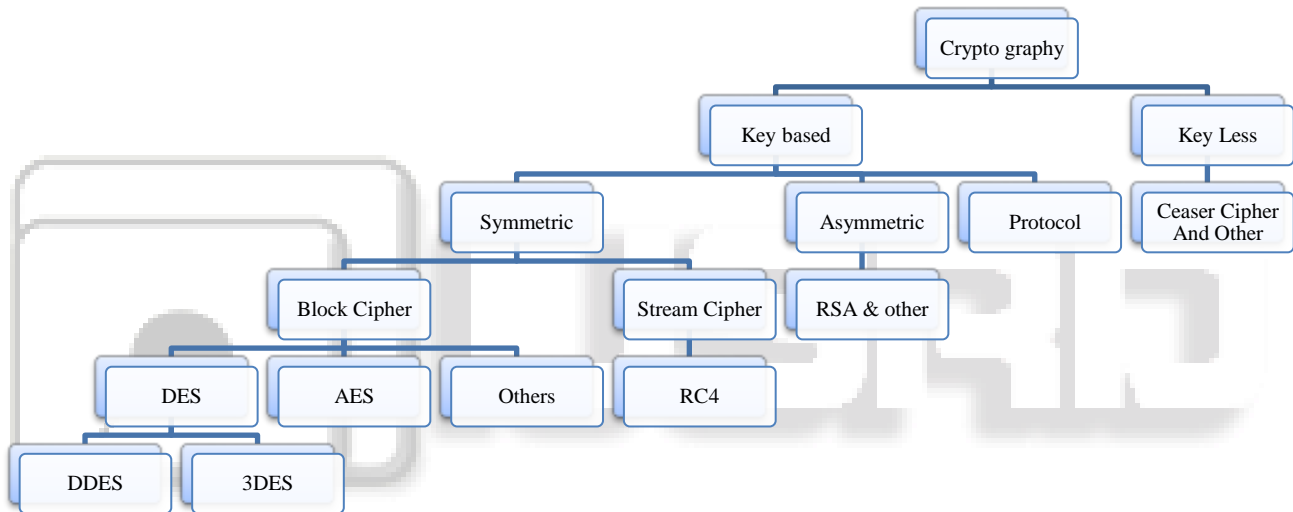 Crypto graphy
Key based
Key Less
Symmetric
Asymmetric
Protocol
Ceaser Cipher
And Other
Block Cipher
Stream Cipher
RSA & other
DES
AES
Others
RC4
DDES
3DES